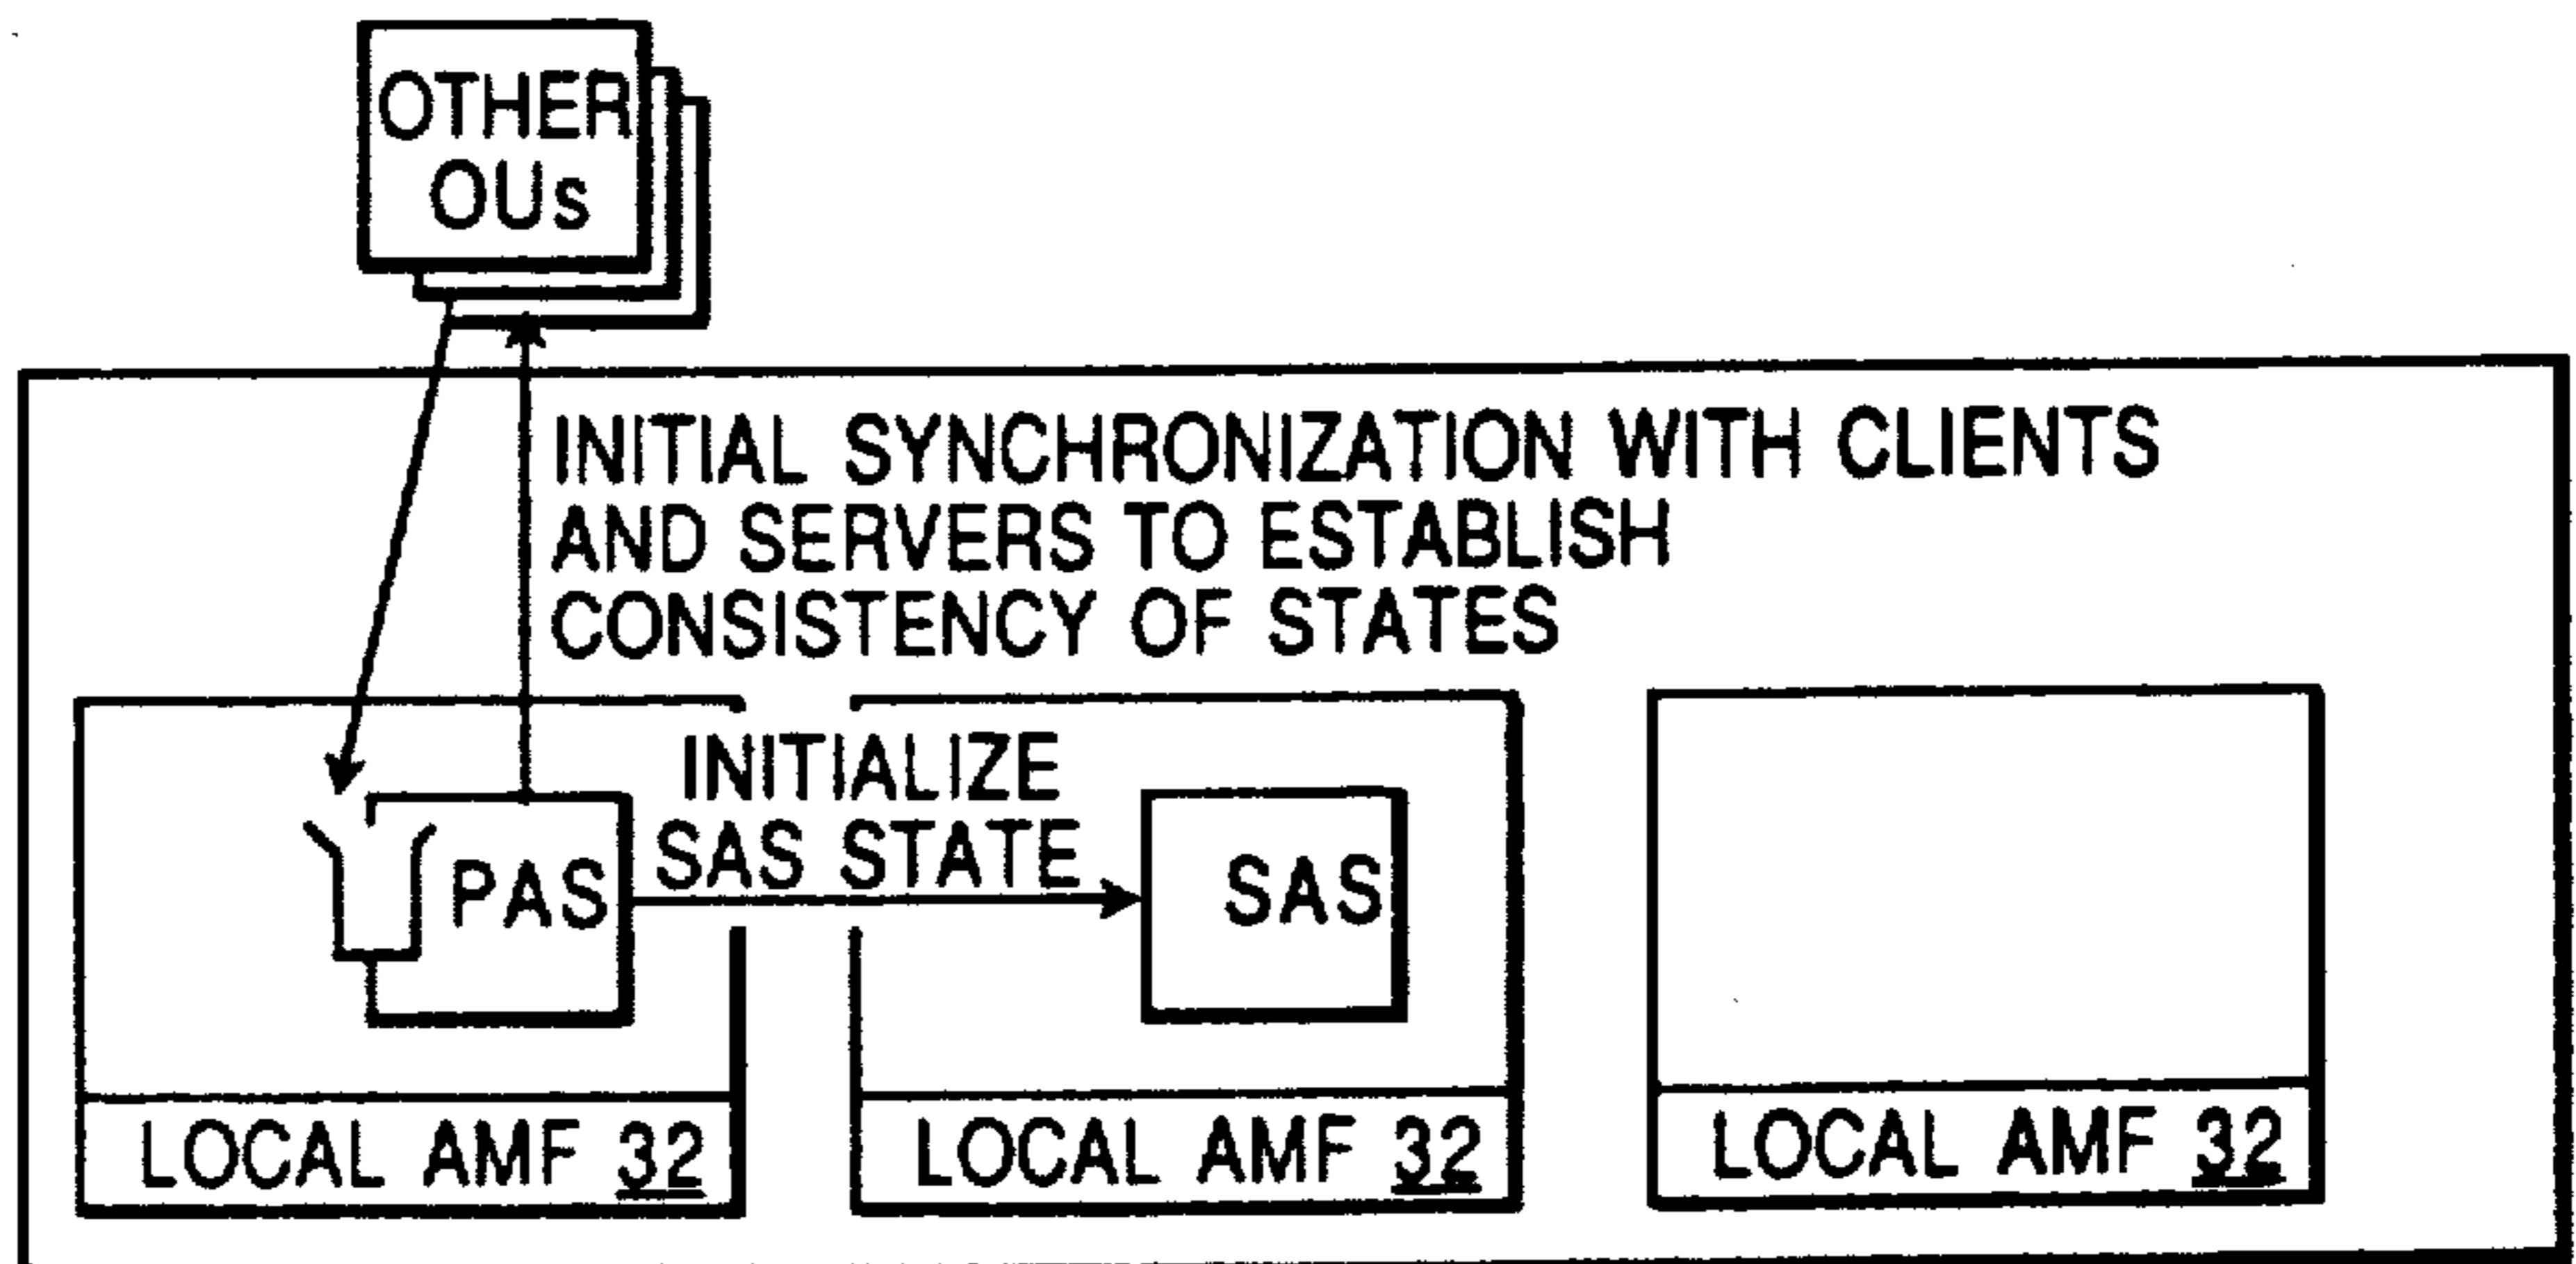 OTHER
OUs
INITIAL SYNCHRONIZATION WITH CLIENTS
AND SERVERS TO ESTABLISH
CONSISTENCY OF STATES
INITIALIZE
SAS STATE
PAS
SAS
LOCAL AMF 32
LOCAL AMF 32
LOCAL AMF 32